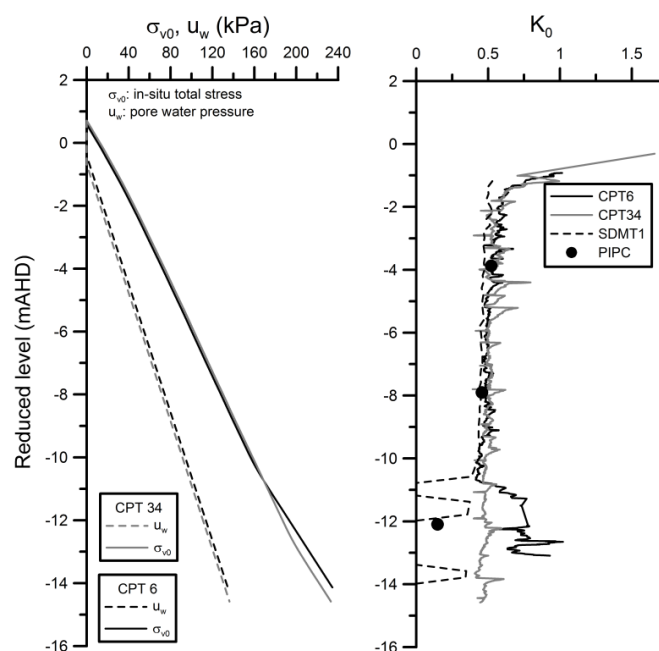 σv0, uw (kPa)
0 40 80 120 160 200 240
K0
0 0.5 1 1.5
2
0
-2
-4
-6
-8
-10
-12
-14
-16
Reduced level (mAHD)
σv0: in-situ total stress
uw: pore water pressure
CPT 34
uw
σv0
CPT 6
uw
σv0
2
0
-2
-4
-6
-8
-10
-12
-14
-16
CPT6
CPT34
SDMT1
PIPC